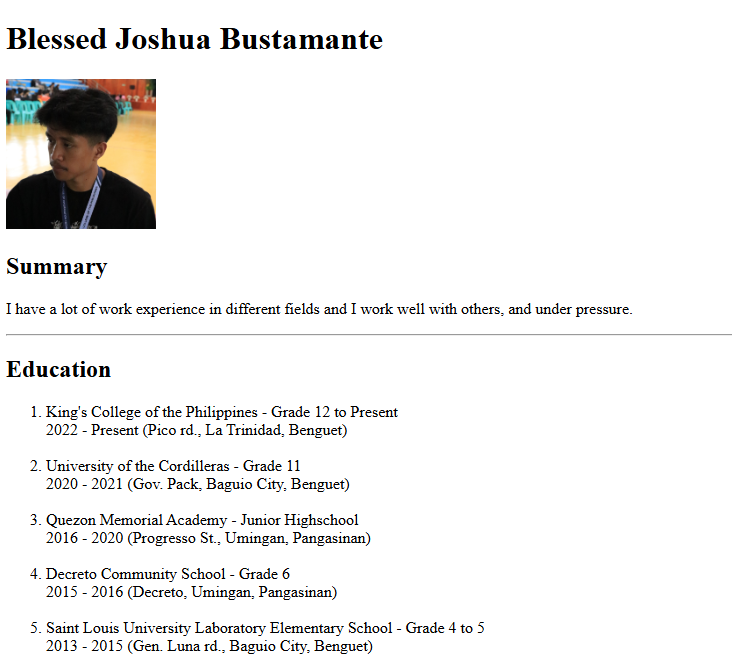 Blessed Joshua Bustamante
Summary
I have a lot of work experience in different fields and I work well with others, and under pressure.
Education
1. King's College of the Philippines - Grade 12 to Present
2022 - Present (Pico rd., La Trinidad, Benguet)
2. University of the Cordilleras - Grade 11
2020 - 2021 (Gov. Pack, Baguio City, Benguet)
3. Quezon Memorial Academy - Junior Highschool
2016 - 2020 (Progresso St., Umingan, Pangasinan)
4. Decreto Community School - Grade 6
2015 - 2016 (Decreto, Umingan, Pangasinan)
5. Saint Louis University Laboratory Elementary School - Grade 4 to 5
2013 - 2015 (Gen. Luna rd., Baguio City, Benguet)